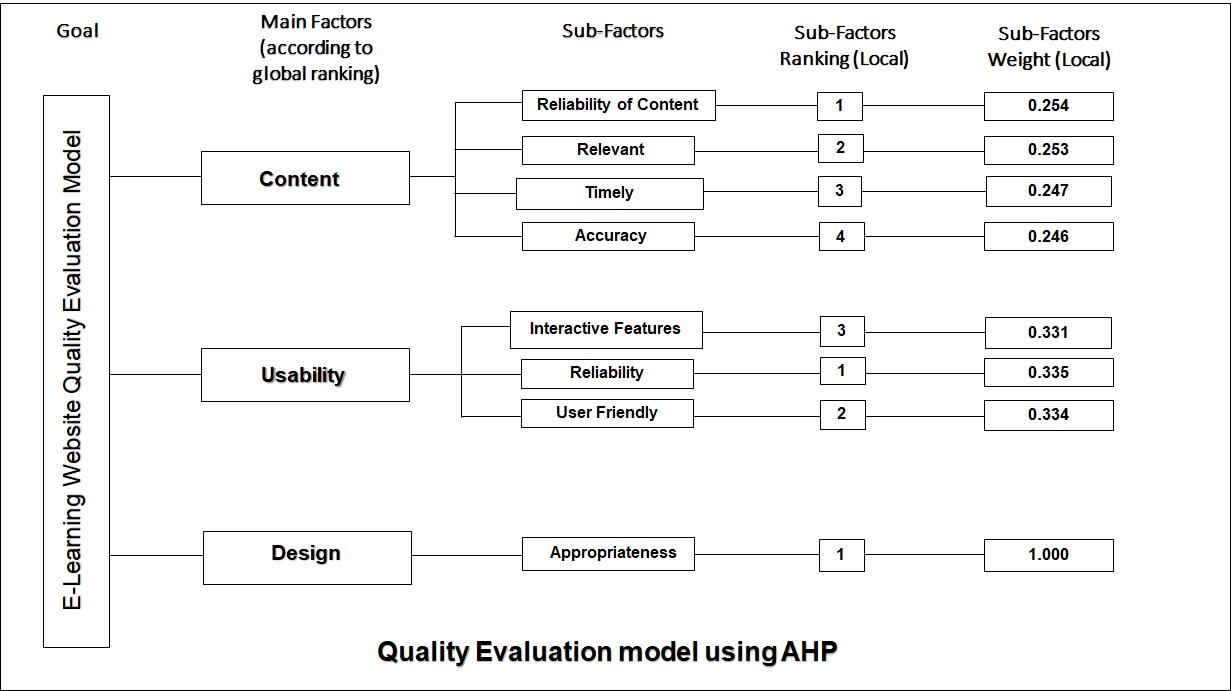 Goal
Main Factors
(according to
global ranking)
Sub-Factors
Sub-Factors
Ranking (Local)
Sub-Factors
Weight (Local)
E-Learning Website Quality Evaluation Model
Content
Reliability of Content
1
0.254
Relevant
2
0.253
Timely
3
0.247
Accuracy
4
0.246
Usability
Interactive Features
3
0.331
Reliability
1
0.335
User Friendly
2
0.334
Design
Appropriateness
1
1.000
Quality Evaluation model using AHP